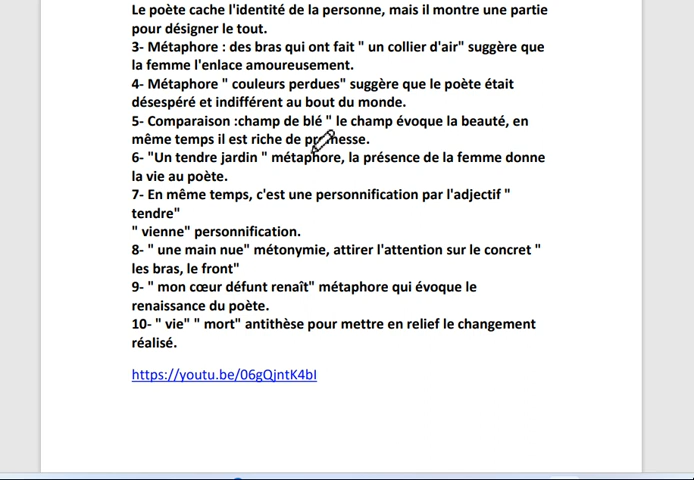 Le poète cache l'identité de la personne, mais il montre une partie
pour désigner le tout.
3- Métaphore : des bras qui ont fait " un collier d'air" suggère que
la femme l'enlace amoureusement.
4- Métaphore " couleurs perdues" suggère que le poète était
désespéré et indifférent au bout du monde.
5- Comparaison :champ de blé " le champ évoque la beauté, en
même temps il est riche de promesse.
6- "Un tendre jardin " métaphore, la présence de la femme donne
la vie au poète.
7- En même temps, c'est une personnification par l'adjectif "
tendre"
" vienne" personnification.
8- " une main nue" métonymie, attirer l'attention sur le concret "
les bras, le front"
9- " mon cœur défunt renaît" métaphore qui évoque le
renaissance du poète.
10- " vie" " mort" antithèse pour mettre en relief le changement
réalisé.
https://youtu.be/06gQjntK4bI